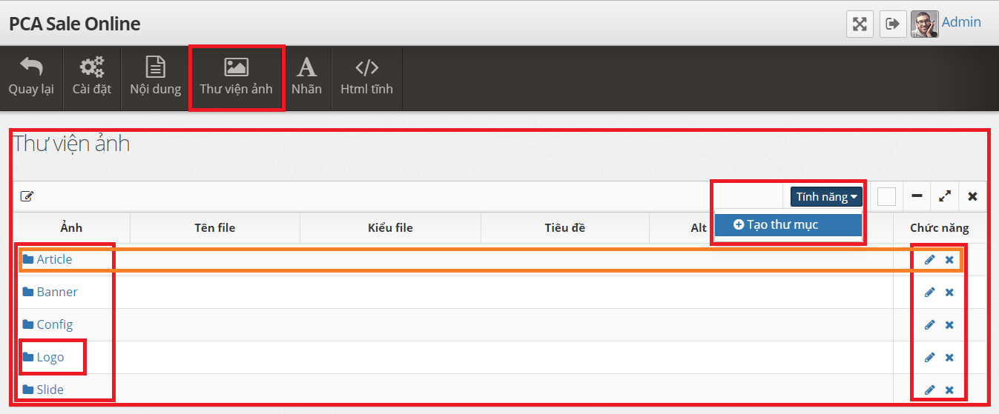 PCA Sale Online
Admin
Quay lại Cài đặt Nội dung Thư viện ảnh Nhãn Html tĩnh
Thư viện ảnh
Tính năng
Tạo thư mục
Ảnh Tên file Kiểu file Tiêu đề Alt Chức năng
Article
Banner
Config
Logo
Slide